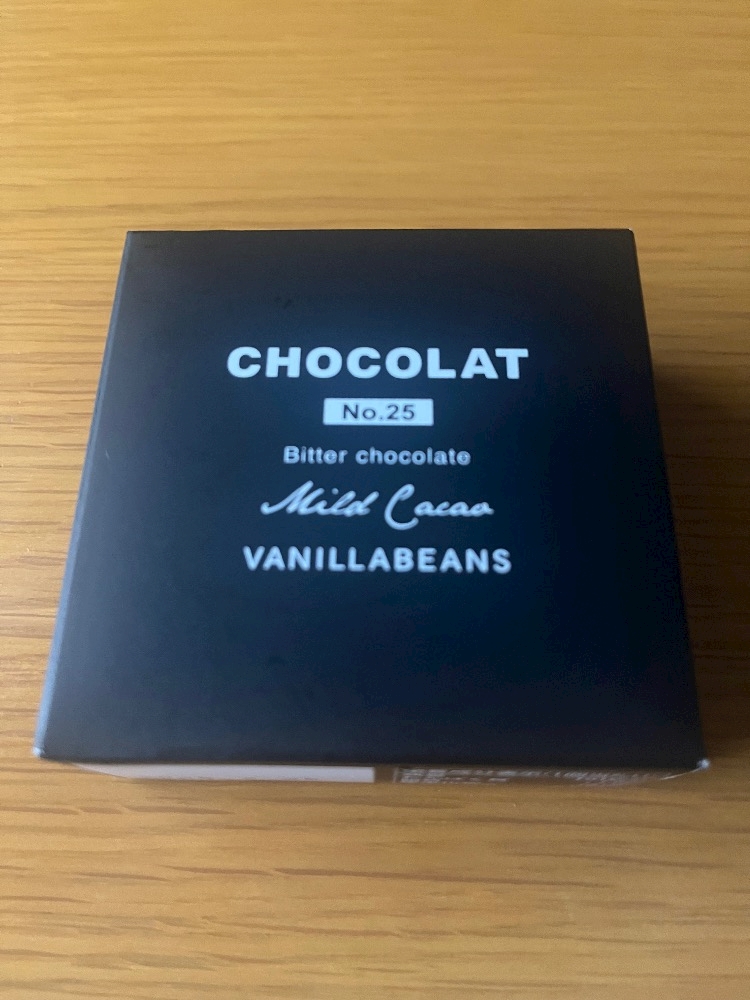 CHOCOLAT
No.25
Bitter chocolate
Mild Cacao
VANILLABEANS